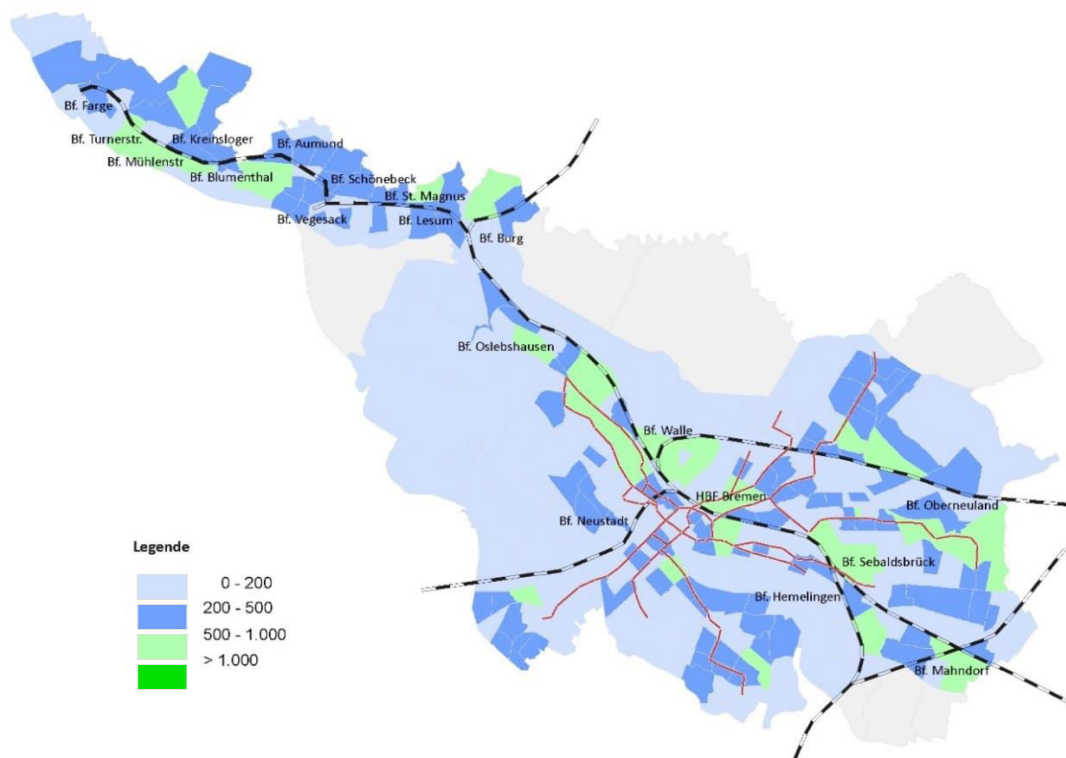 Bf. Farge
Bf. Turnerstr.
Bf. Kreinsloger
Bf. Mühlenstr
Bf. Aumund
Bf. Blumenthal
Bf. Schönebeck
Bf. St. Magnus
Bf. Vegesack
Bf. Lesum
Bf. Burg
Bf. Oslebshausen
Bf. Walle
HBF Bremen
Bf. Oberneuland
Bf. Neustadt
Bf. Sebaldsbrück
Bf. Hemelingen
Bf. Mahndorf
Legende
0 - 200
200 - 500
500 - 1.000
> 1.000